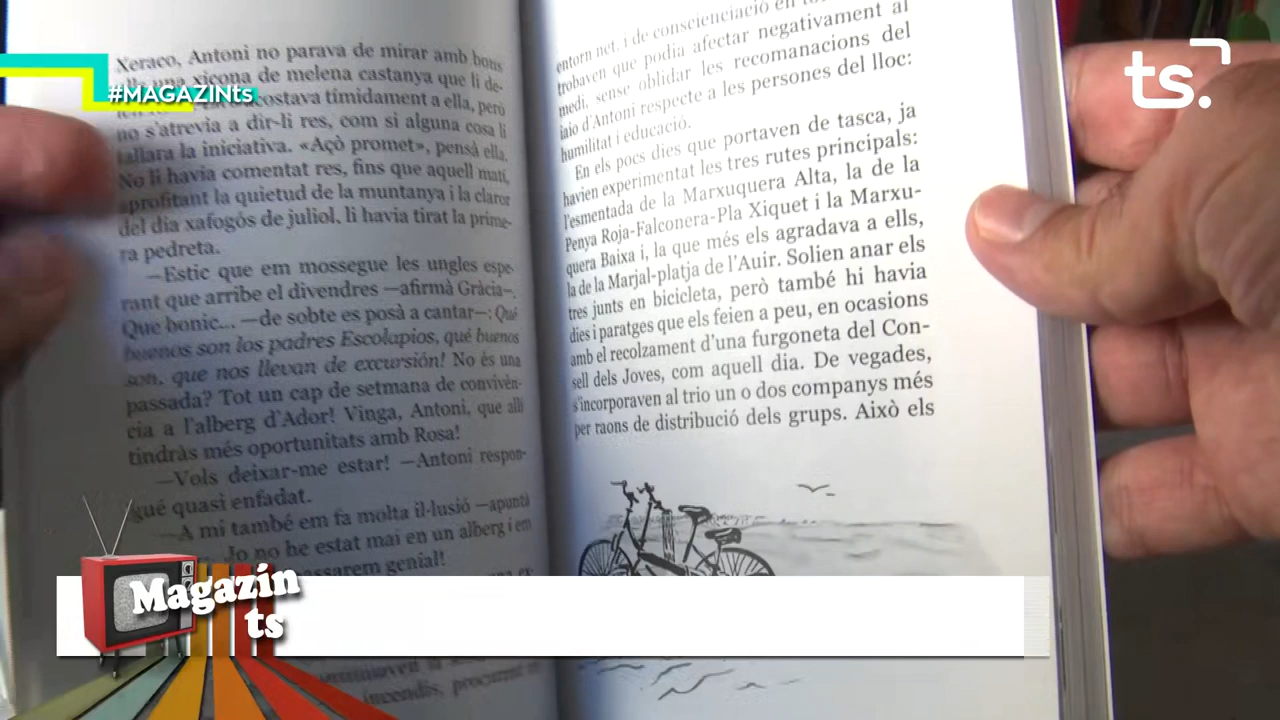 Xeraco, Antoni no parava de mirar amb bons
una xicona de melena castanya que li de-
acostava tímidament a ella, però
no s'atrevia a dir-li res, com si alguna cosa li
tallara la iniciativa. «Açò promet», pensà ella.
No li havia comentat res, fins que aquell matí,
aprofitant la quietud de la muntanya i la claror
del dia xafogós de juliol, li havia tirat la prime-
ra pedreta.
—Estic que em mossegue les ungles espe-
rant que arribe el divendres —afirmà Gràcia—.
Que bonic... —de sobte es posà a cantar—: Qué
buenos son los padres Escolapios, qué buenos
son, que nos llevan de excursión! No és una
passada? Tot un cap de setmana de convivèn-
cia a l'alberg d'Ador! Vinga, Antoni, que allí
tindràs més oportunitats amb Rosa!
—Vols deixar-me estar! —Antoni respon-
gué quasi enfadat.
—A mi també em fa molta il·lusió —apuntà
Jo no he estat mai en un alberg i em
passarem genial!
incendis,
entorn net, i de conscienciació en
trobaven que podia afectar negativament al
medi, sense oblidar les recomanacions del
iaio d'Antoni respecte a les persones del lloc:
humilitat i educació.
En els pocs dies que portaven de tasca, ja
havien experimentat les tres rutes principals:
l'esmentada de la Marxuquera Alta, la de la
Penya Roja-Falconera-Pla Xiquet i la Marxu-
quera Baixa i, la que més els agradava a ells,
la de la Marjal-platja de l'Auir. Solien anar els
tres junts en bicicleta, però també hi havia
dies i paratges que els feien a peu, en ocasions
amb el recolzament d'una furgoneta del Con-
sell dels Joves, com aquell dia. De vegades,
s'incorporaven al trio un o dos companys més
per raons de distribució dels grups. Això els
#MAGAZINts
ts.
Magazin
ts